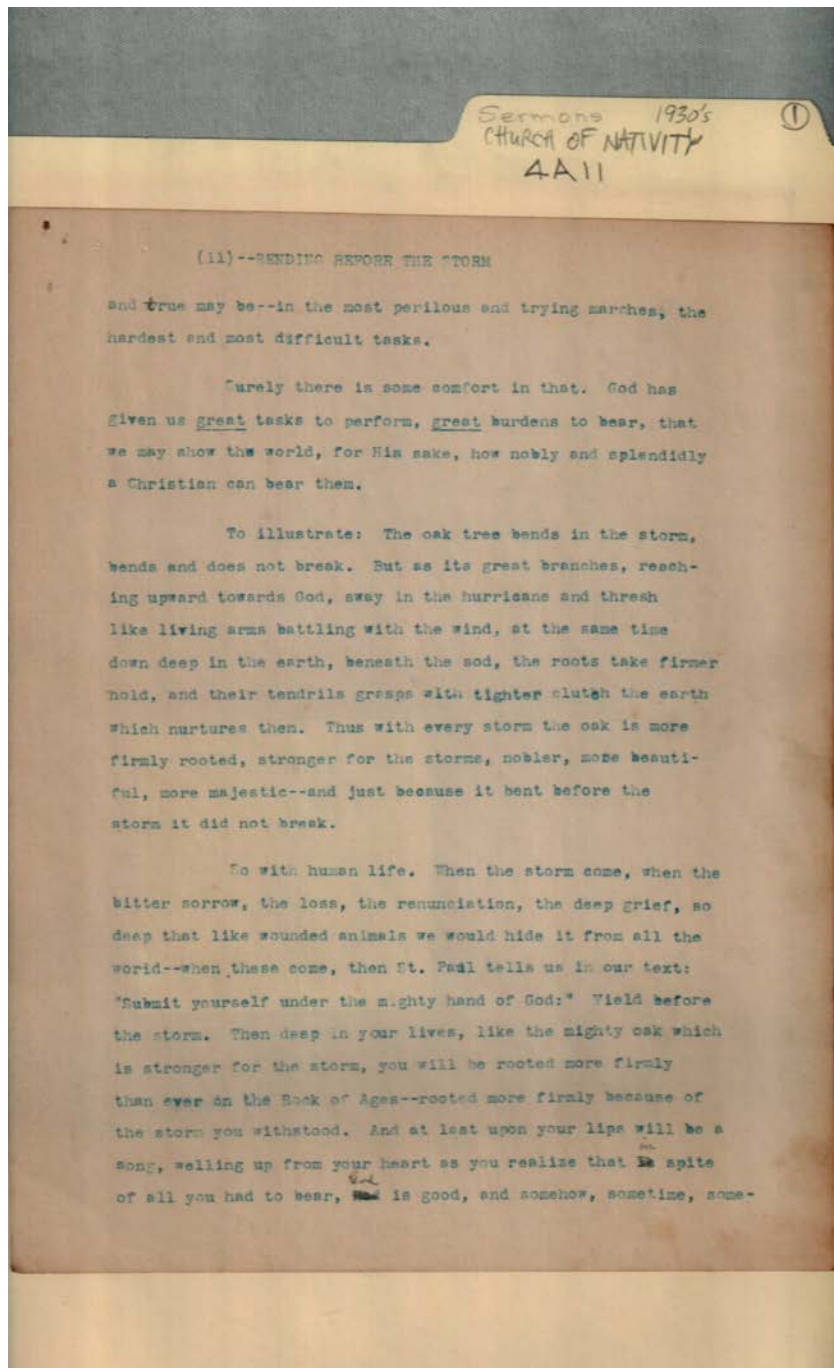 Sermons 1930's ①
CHURCH OF NATIVITY
4A11
(11)--BENDING BEFORE THE STORM
and true may be--in the most perilous and trying marches, the
hardest and most difficult tasks.
Surely there is some comfort in that. God has
given us great tasks to perform, great burdens to bear, that
we may show the world, for His sake, how nobly and splendidly
a Christian can bear them.
To illustrate: The oak tree bends in the storm,
bends and does not break. But as its great branches, reach-
ing upward towards God, sway in the hurricane and thresh
like living arms battling with the wind, at the same time
down deep in the earth, beneath the sod, the roots take firmer
hold, and their tendrils grasps with tighter clutch the earth
which nurtures then. Thus with every storm the oak is more
firmly rooted, stronger for the storms, nobler, more beauti-
ful, more majestic--and just because it bent before the
storm it did not break.
So with human life. When the storm come, when the
bitter sorrow, the loss, the renunciation, the deep grief, so
deep that like wounded animals we would hide it from all the
world--when these come, then St. Paul tells us in our text:
"Submit yourself under the mighty hand of God:" Yield before
the storm. Then deep in your lives, like the mighty oak which
is stronger for the storm, you will be rooted more firmly
than ever on the Rock of Ages--rooted more firmly because of
the storm you withstood. And at last upon your lips will be a
song, welling up from your heart as you realize that in spite
of all you had to bear, God is good, and somehow, sometime, some-